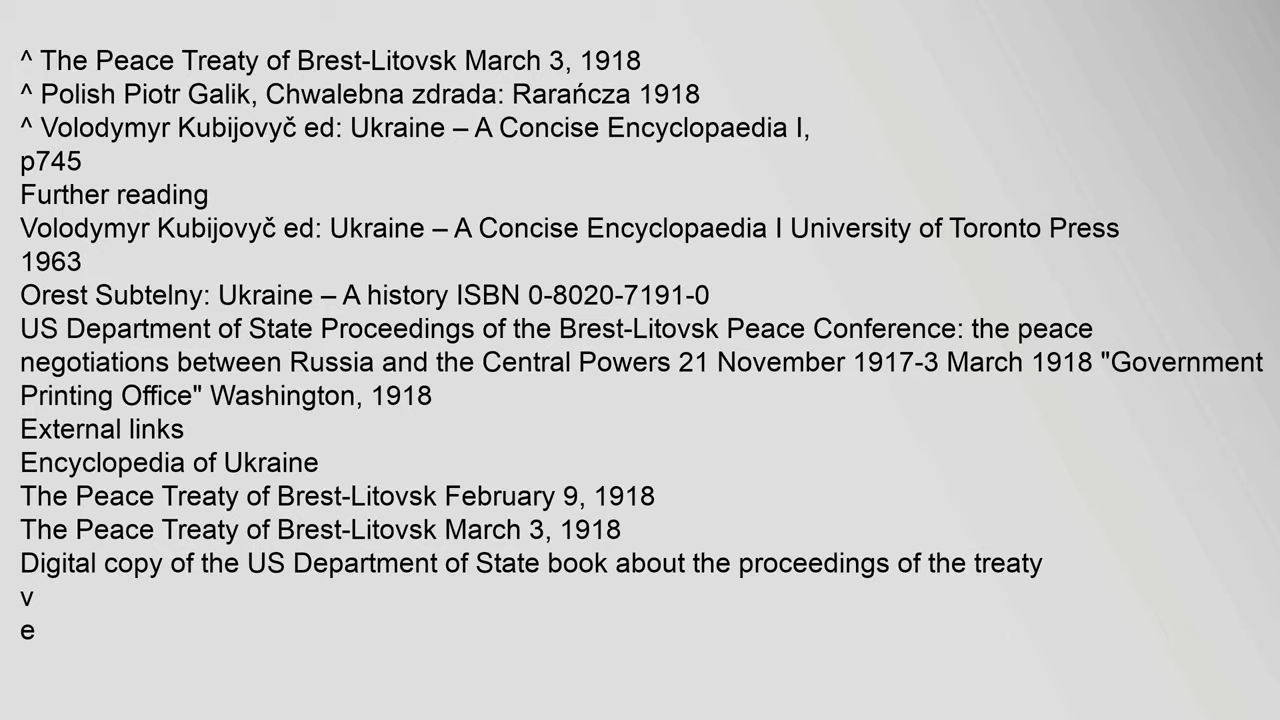 ^ The Peace Treaty of Brest-Litovsk March 3, 1918
^ Polish Piotr Galik, Chwalebna zdrada: Rarańcza 1918
^ Volodymyr Kubijovyč ed: Ukraine – A Concise Encyclopaedia I,
p745
Further reading
Volodymyr Kubijovyč ed: Ukraine – A Concise Encyclopaedia I University of Toronto Press
1963
Orest Subtelny: Ukraine – A history ISBN 0-8020-7191-0
US Department of State Proceedings of the Brest-Litovsk Peace Conference: the peace
negotiations between Russia and the Central Powers 21 November 1917-3 March 1918 "Government
Printing Office" Washington, 1918
External links
Encyclopedia of Ukraine
The Peace Treaty of Brest-Litovsk February 9, 1918
The Peace Treaty of Brest-Litovsk March 3, 1918
Digital copy of the US Department of State book about the proceedings of the treaty
v
e